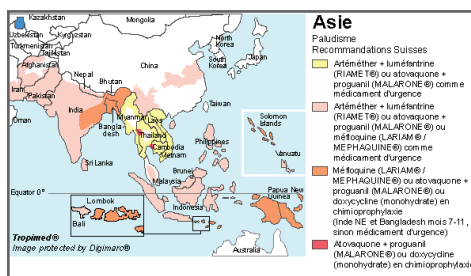 Kazakhstan
Mongolia
Uzbekistan
Kyrgyzstan
Turkmenistan
Tajikistan
North
Korea
Japan
South
Korea
Afghanistan
China
Iran
Pakistan
Nepal
Bhutan
Taiwan
Oman
India
Bangla-
desh
Myanmar
Laos
Thailand
Cambodia
Vietnam
Philippines
Sri Lanka
Brunei
Malaysia
Equator 0°
Indonesia
Papua New
Guinea
Solomon
Islands
Vanuatu
Lombok
Bali
Australia
Tropimed®
Image protected by Digimarc®
Asie
Paludisme
Recommandations Suisses
Artéméther + luméfantrine
(RIAMET®) ou atovaquone +
proguanil (MALARONE®) comme
médicament d'urgence
Artéméther + luméfantrine
(RIAMET®) ou atovaquone +
proguanil (MALARONE®) ou
méfloquine (LARIAM® /
MEPHAQUINE®) comme
médicament d'urgence
Méfloquine (LARIAM® /
MEPHAQUINE®) ou atovaquone +
proguanil (MALARONE®) ou
doxycycline (monohydrate) en
chimioprophylaxie
(Inde NE et Bangladesh mois 7-11,
sinon médicament d'urgence)
Atovaquone + proguanil
(MALARONE®) ou doxycycline
(monohydrate) en chimioprophylaxie